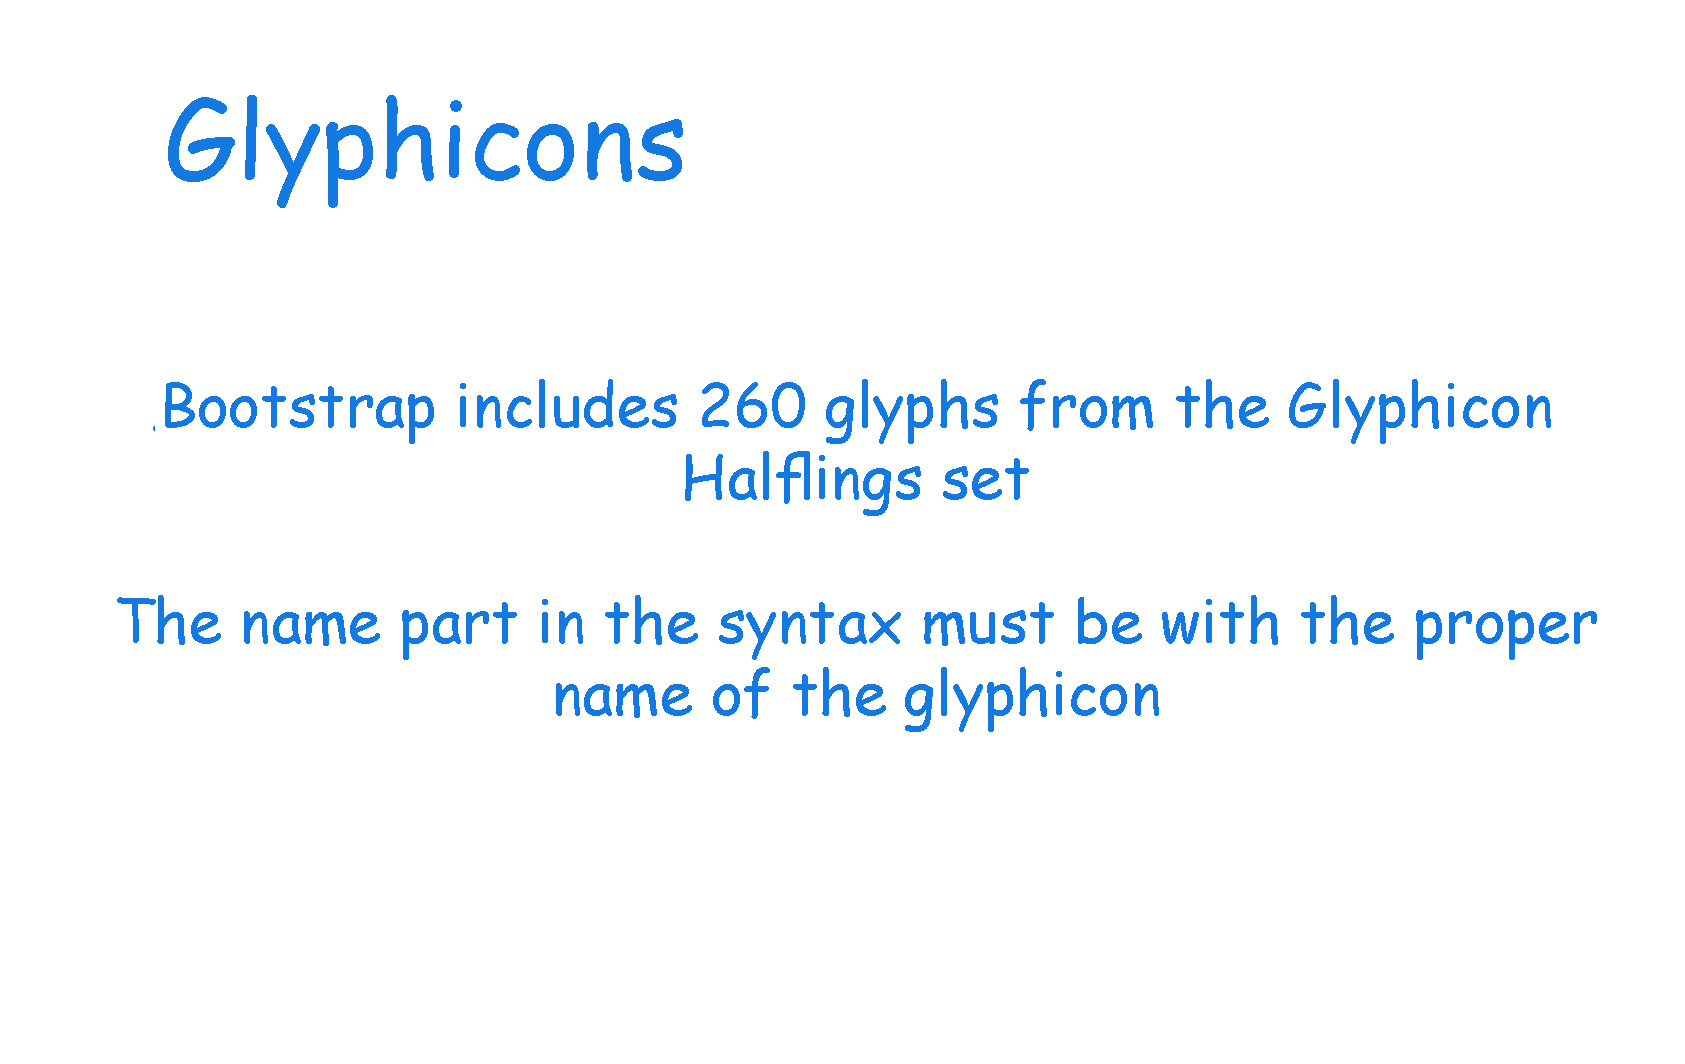 Glyphicons
.Bootstrap includes 260 glyphs from the Glyphicon
Halflings set
The name part in the syntax must be with the proper
name of the glyphicon